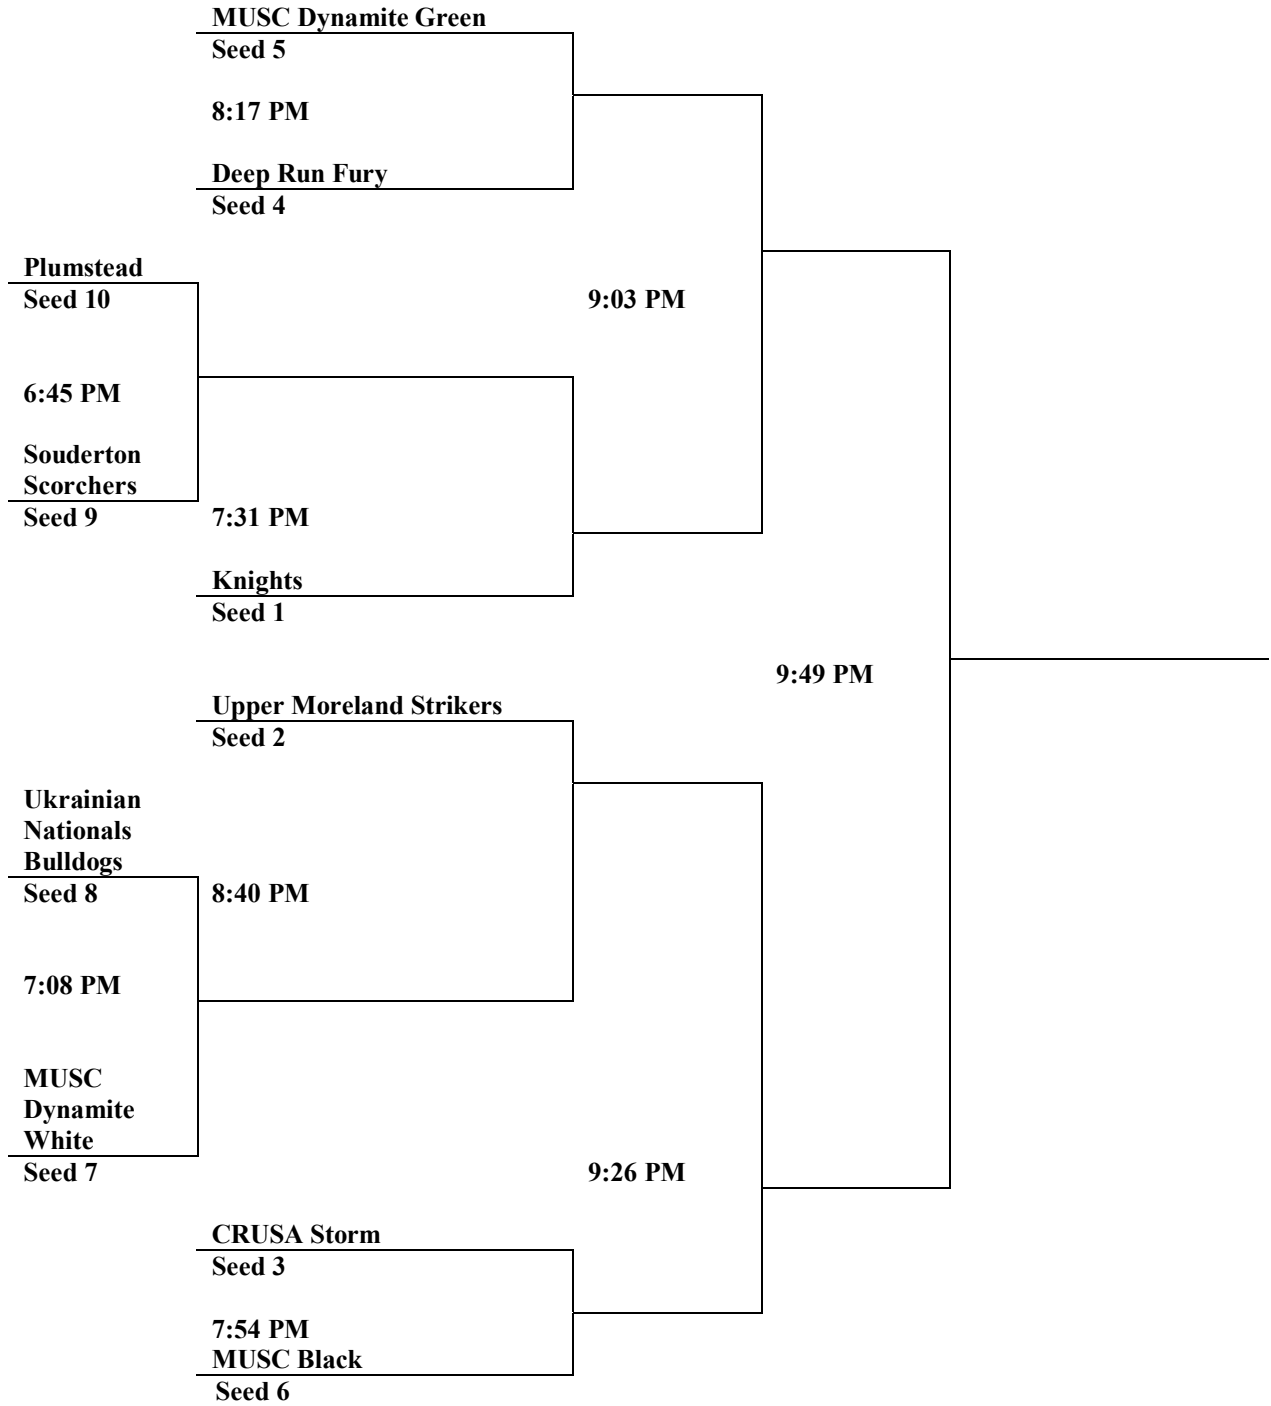 MUSC Dynamite Green
Seed 5
8:17 PM
Deep Run Fury
Seed 4
Plumstead
Seed 10
9:03 PM
6:45 PM
Souderton
Scorchers
Seed 9
7:31 PM
Knights
Seed 1
9:49 PM
Upper Moreland Strikers
Seed 2
Ukrainian
Nationals
Bulldogs
Seed 8
8:40 PM
7:08 PM
MUSC
Dynamite
White
Seed 7
9:26 PM
CRUSA Storm
Seed 3
7:54 PM
MUSC Black
Seed 6